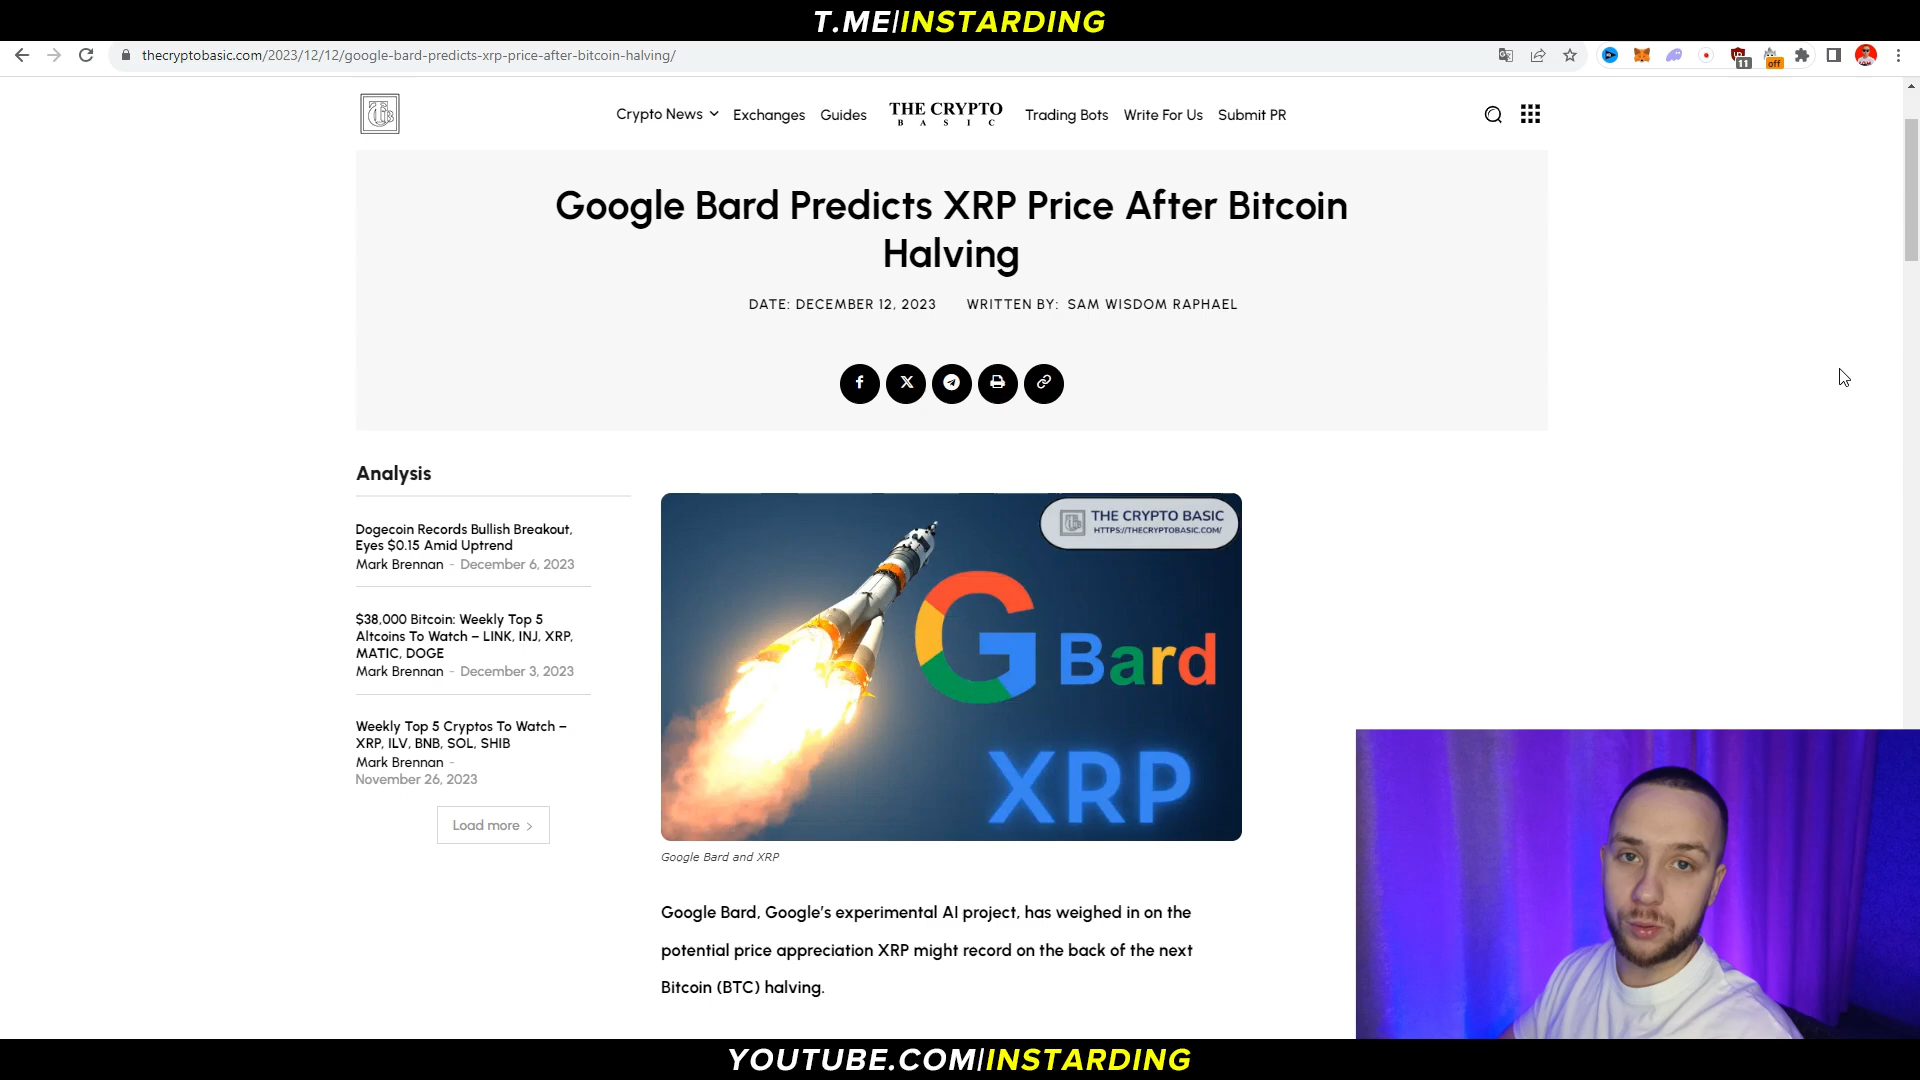 T.ME|INSTARDING
thecryptobasic.com/2023/12/12/google-bard-predicts-xrp-price-after-bitcoin-halving/
11
off
Crypto News
Exchanges
Guides
THE CRYPTO
BASIC
Trading Bots
Write For Us
Submit PR
Google Bard Predicts XRP Price After Bitcoin
Halving
DATE: DECEMBER 12, 2023
WRITTEN BY: SAM WISDOM RAPHAEL
Analysis
Dogecoin Records Bullish Breakout,
Eyes $0.15 Amid Uptrend
Mark Brennan - December 6, 2023
$38,000 Bitcoin: Weekly Top 5
Altcoins To Watch – LINK, INJ, XRP,
MATIC, DOGE
Mark Brennan - December 3, 2023
Weekly Top 5 Cryptos To Watch –
XRP, ILV, BNB, SOL, SHIB
Mark Brennan -
November 26, 2023
Load more
THE CRYPTO BASIC
HTTPS://THECRYPTOBASIC.COM/
G Bard
XRP
Google Bard and XRP
Google Bard, Google’s experimental AI project, has weighed in on the
potential price appreciation XRP might record on the back of the next
Bitcoin (BTC) halving.
YOUTUBE.COM|INSTARDING